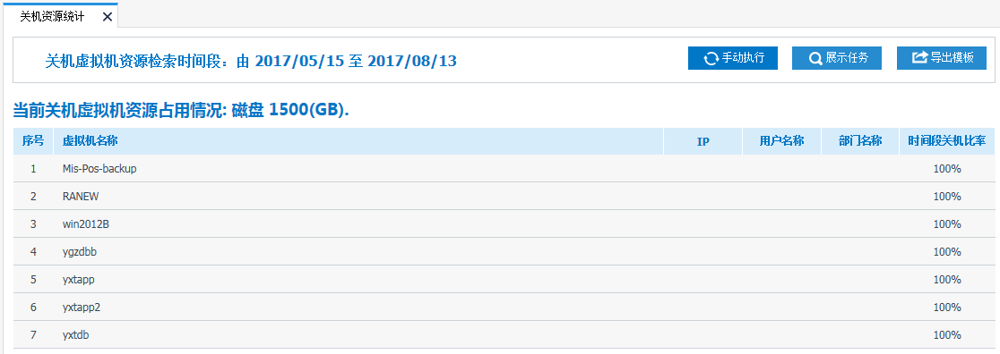 关机资源统计
关机虚拟机资源检索时间段：由 2017/05/15 至 2017/08/13 手动执行 展示任务 导出模板
当前关机虚拟机资源占用情况: 磁盘 1500(GB).
序号 虚拟机名称 IP 用户名称 部门名称 时间段关机比率
1 Mis-Pos-backup 100%
2 RANEW 100%
3 win2012B 100%
4 ygzdbb 100%
5 yxtapp 100%
6 yxtapp2 100%
7 yxtdb 100%